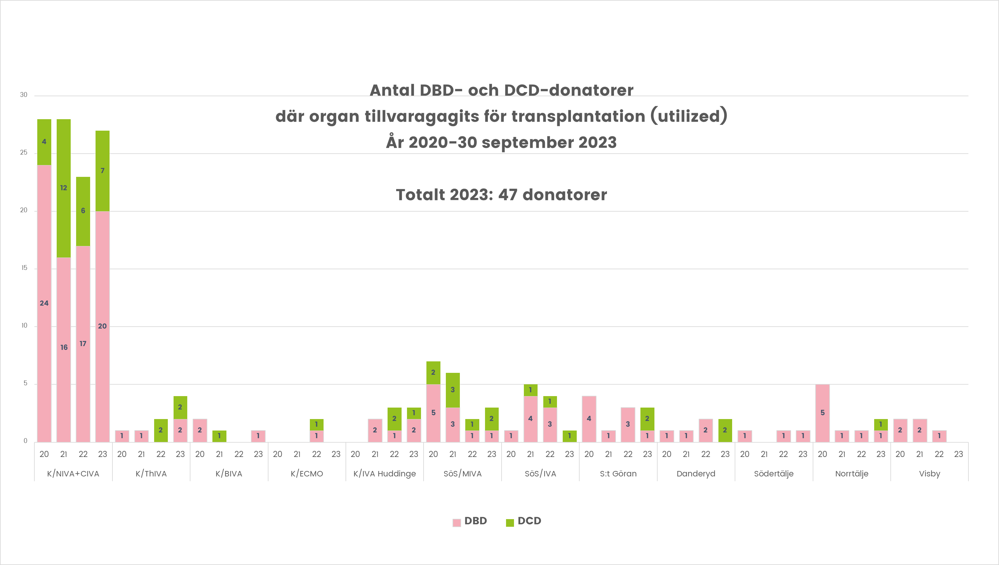 Antal DBD- och DCD-donatorer
där organ tillvaragagits för transplantation (utilized)
År 2020-30 september 2023
Totalt 2023: 47 donatorer
30
25
20
15
10
5
0
4 12 6 7
24 16 17 20
1 1 2 2 2
2 1 1
1 1
2 2 1 1 2
2 3 1 2
5 3 1 1
1 1 1
1 4 3
2
4 1 3 1
1 1 2 2
1 1 1
1
5 1 1 1
2 2 1
20 21 22 23 20 21 22 23 20 21 22 23 20 21 22 23 20 21 22 23 20 21 22 23 20 21 22 23 20 21 22 23 20 21 22 23 20 21 22 23 20 21 22 23 20 21 22 23
K/NIVA+CIVA K/ThIVA K/BIVA K/ECMO K/IVA Huddinge SöS/MIVA SöS/IVA S:t Göran Danderyd Södertälje Norrtälje Visby
DBD DCD